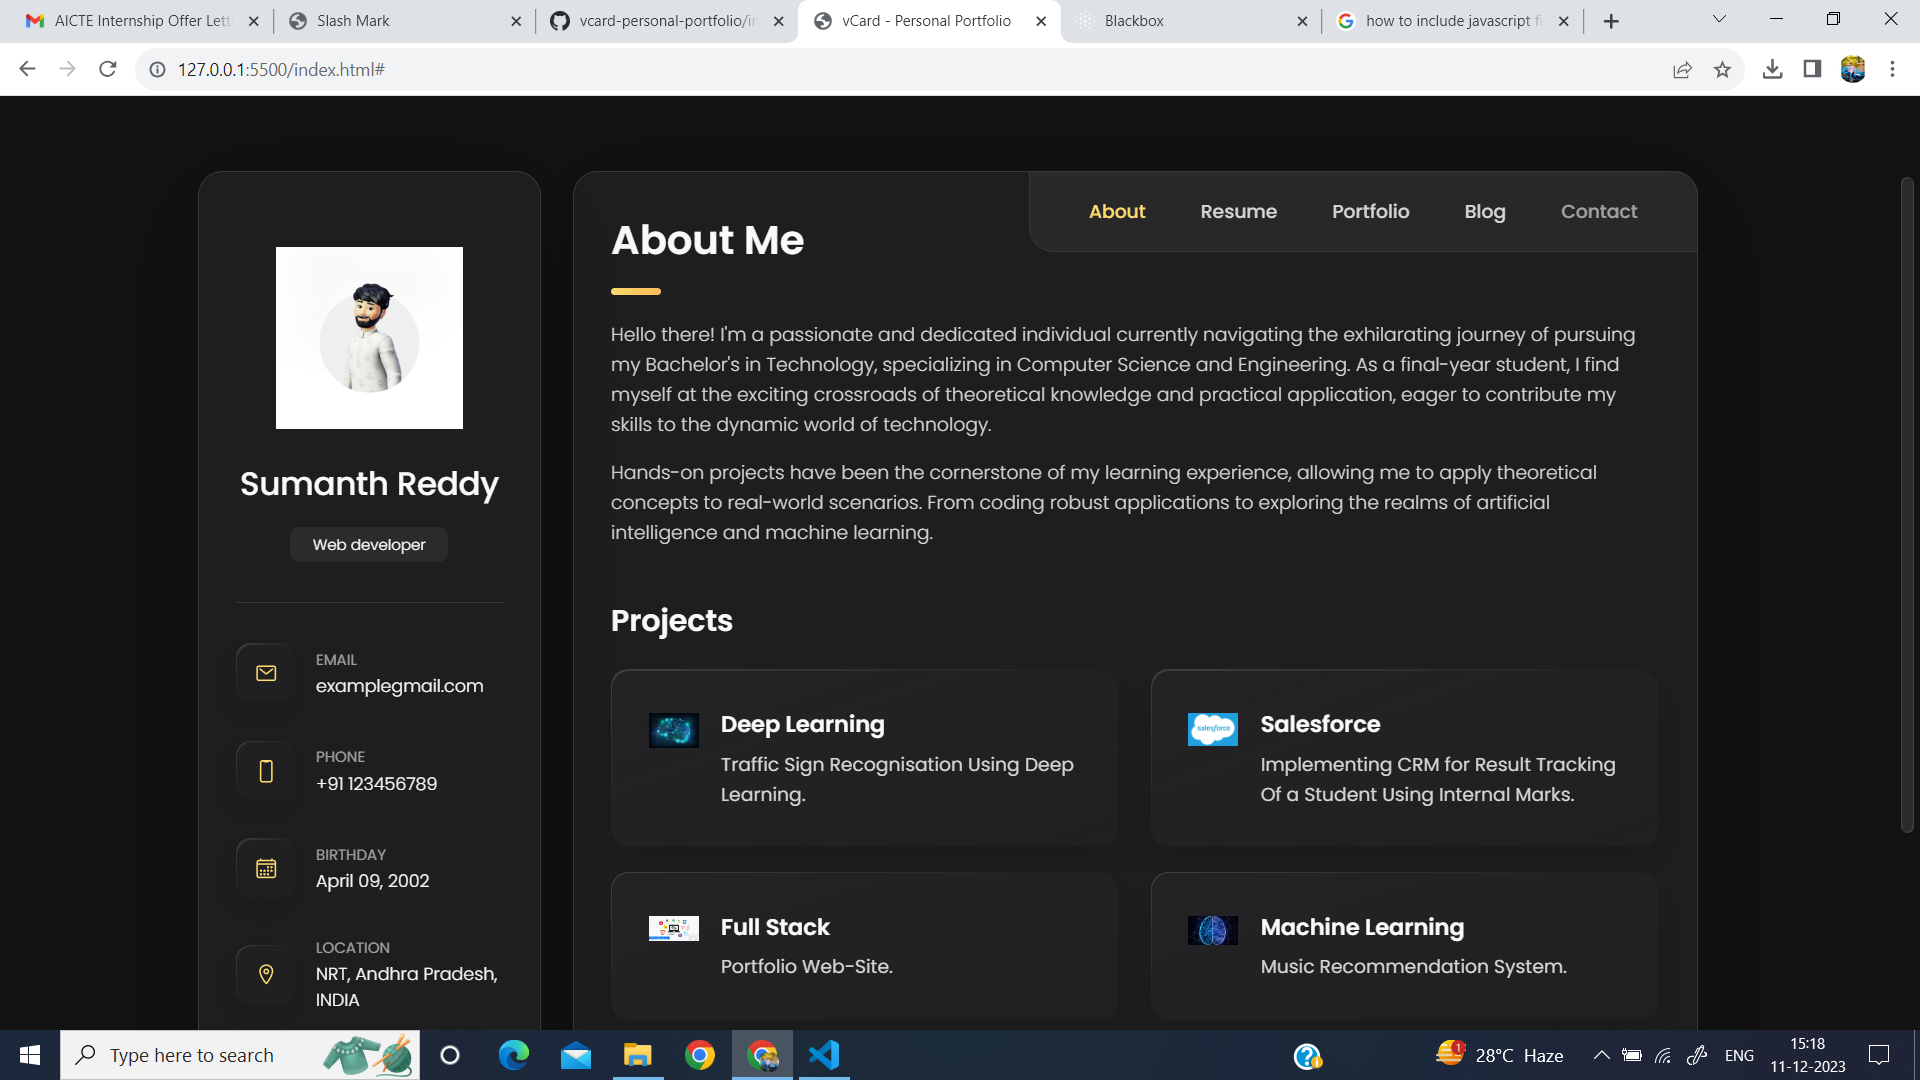 AICTE Internship Offer Lett
Slash Mark
vcard-personal-portfolio/in
vCard - Personal Portfolio
Blackbox
how to include javascript fi
127.0.0.1:5500/index.html#
About
Resume
Portfolio
Blog
Contact
About Me
Hello there! I'm a passionate and dedicated individual currently navigating the exhilarating journey of pursuing
my Bachelor's in Technology, specializing in Computer Science and Engineering. As a final-year student, I find
myself at the exciting crossroads of theoretical knowledge and practical application, eager to contribute my
skills to the dynamic world of technology.
Hands-on projects have been the cornerstone of my learning experience, allowing me to apply theoretical
concepts to real-world scenarios. From coding robust applications to exploring the realms of artificial
intelligence and machine learning.
Sumanth Reddy
Web developer
EMAIL
examplegmail.com
PHONE
+91 123456789
BIRTHDAY
April 09, 2002
LOCATION
NRT, Andhra Pradesh,
INDIA
Projects
Deep Learning
Traffic Sign Recognisation Using Deep
Learning.
salesforce
Salesforce
Implementing CRM for Result Tracking
Of a Student Using Internal Marks.
Full Stack
Portfolio Web-Site.
Machine Learning
Music Recommendation System.
Type here to search
1
28°C Haze
ENG
15:18
11-12-2023